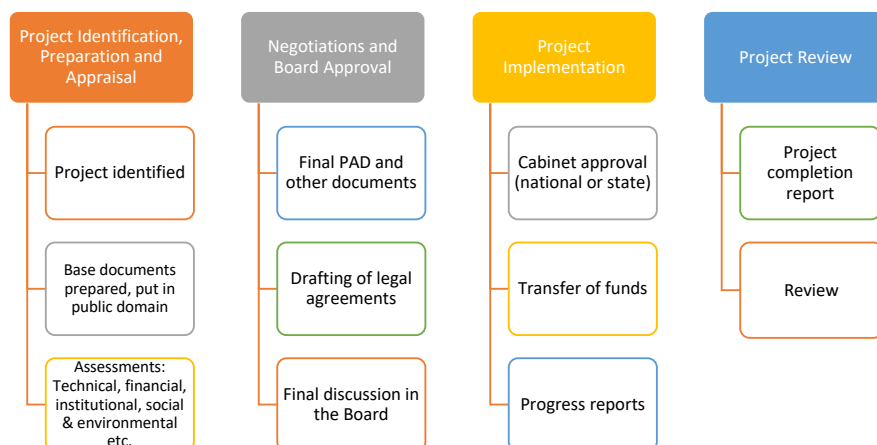 Project Identification,
Preparation and
Appraisal
Project identified
Base documents
prepared, put in
public domain
Assessments:
Technical, financial,
institutional, social
& environmental
etc.
Negotiations and
Board Approval
Final PAD and
other documents
Drafting of legal
agreements
Final discussion in
the Board
Project
Implementation
Cabinet approval
(national or state)
Transfer of funds
Progress reports
Project Review
Project
completion
report
Review